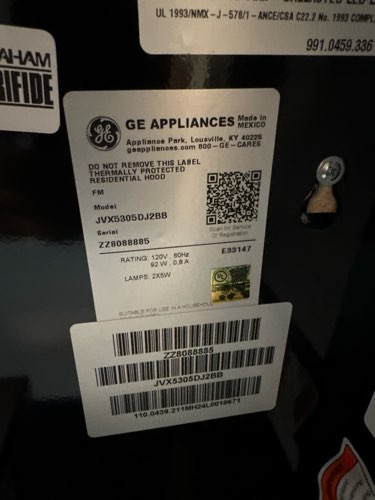 UL 1993/NMX-J-578/1-ANCE/CSA C22.2 No. 1993 COMPL
991.0459.336
AHAM
RIFIDE
GE APPLIANCES Made in MEXICO
Appliance Park, Lousville, KY 40225
geappliances.com 800-GE-CARES
DO NOT REMOVE THIS LABEL
THERMALLY PROTECTED
RESIDENTIAL HOOD
FM
Model
JVX5305DJ2BB
Serial
ZZ8088885
Scan for Service
Or Registration
E33147
RATING: 120V, 60Hz
92 W, 0.8 A
LAMPS: 2X5W
SUITABLE FOR USE IN A HOUSEHOLD
ZZ8088885
JVX5305DJ2BB
110.0439.211MH24L0019671